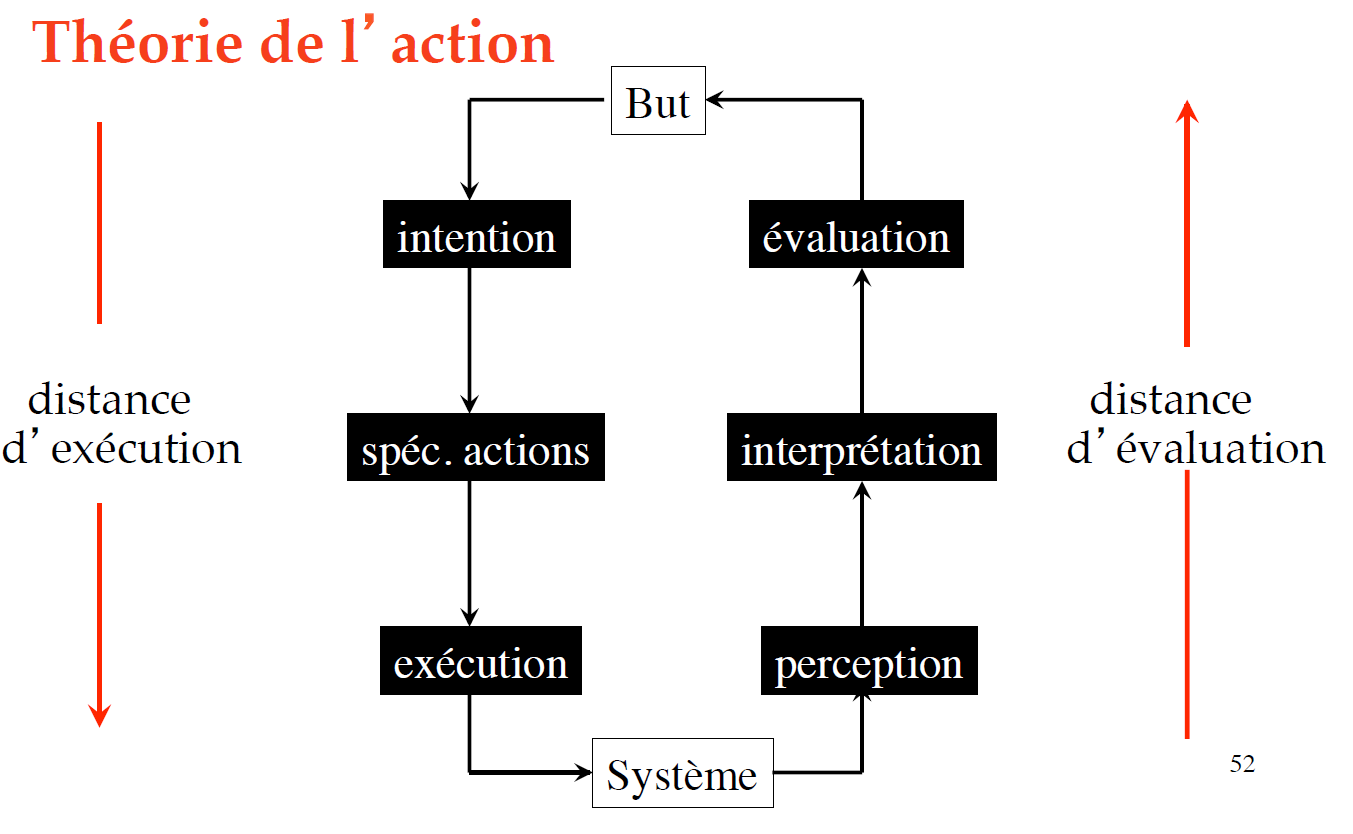 Théorie de l’ action
But
intention
évaluation
distance
d’ exécution
distance
d’ évaluation
spéc. actions
interprétation
exécution
perception
Système
52